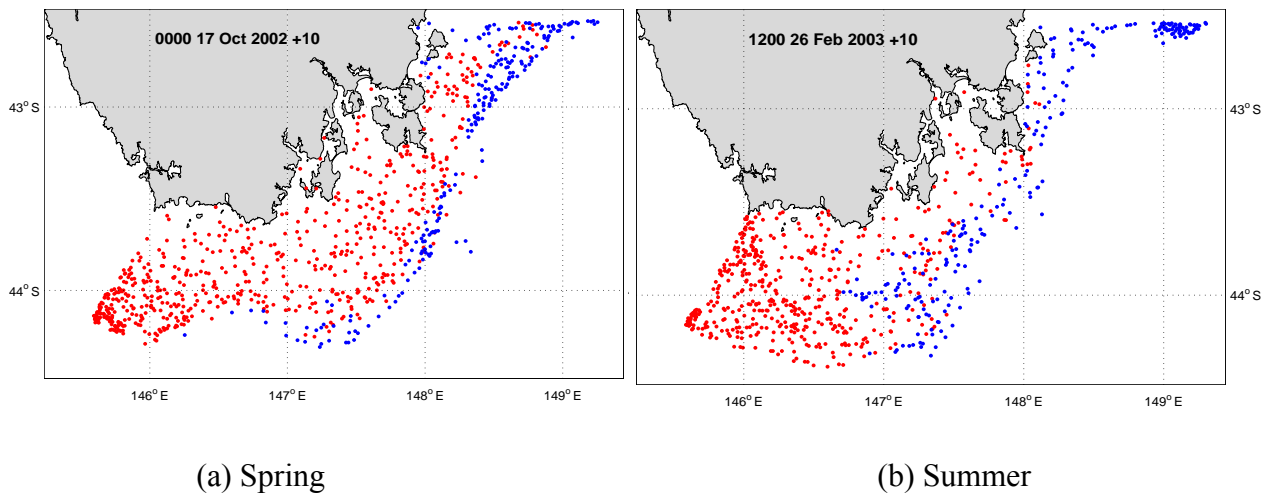 0000 17 Oct 2002 +10
1200 26 Feb 2003 +10
43° S
43° S
44° S
44° S
146° E 147° E 148° E 149° E
146° E 147° E 148° E 149° E
(a) Spring
(b) Summer